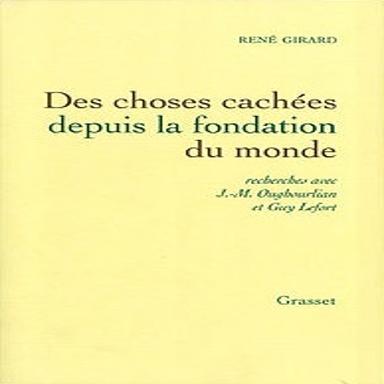 RENÉ GIRARD
Des choses cachées
depuis la fondation
du monde
recherches avec
J.-M. Oughourlian
et Guy Lefort
Grasset